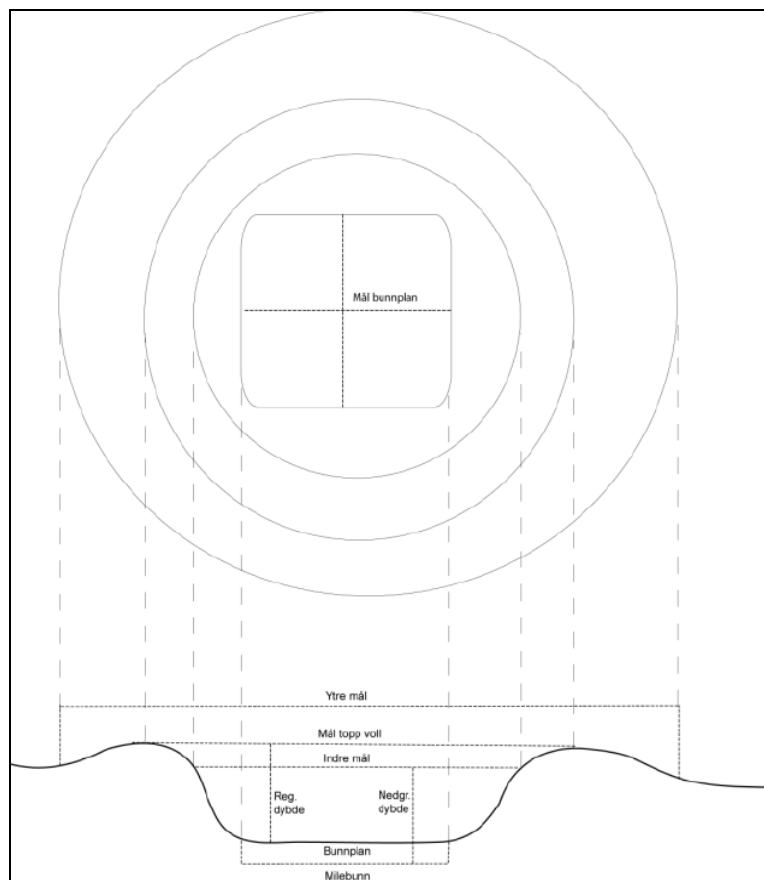 Mål bunnplan
Ytre mål
Mål topp voll
Indre mål
Reg.
dybde
Nedgr.
dybde
Bunnplan
Milebunn